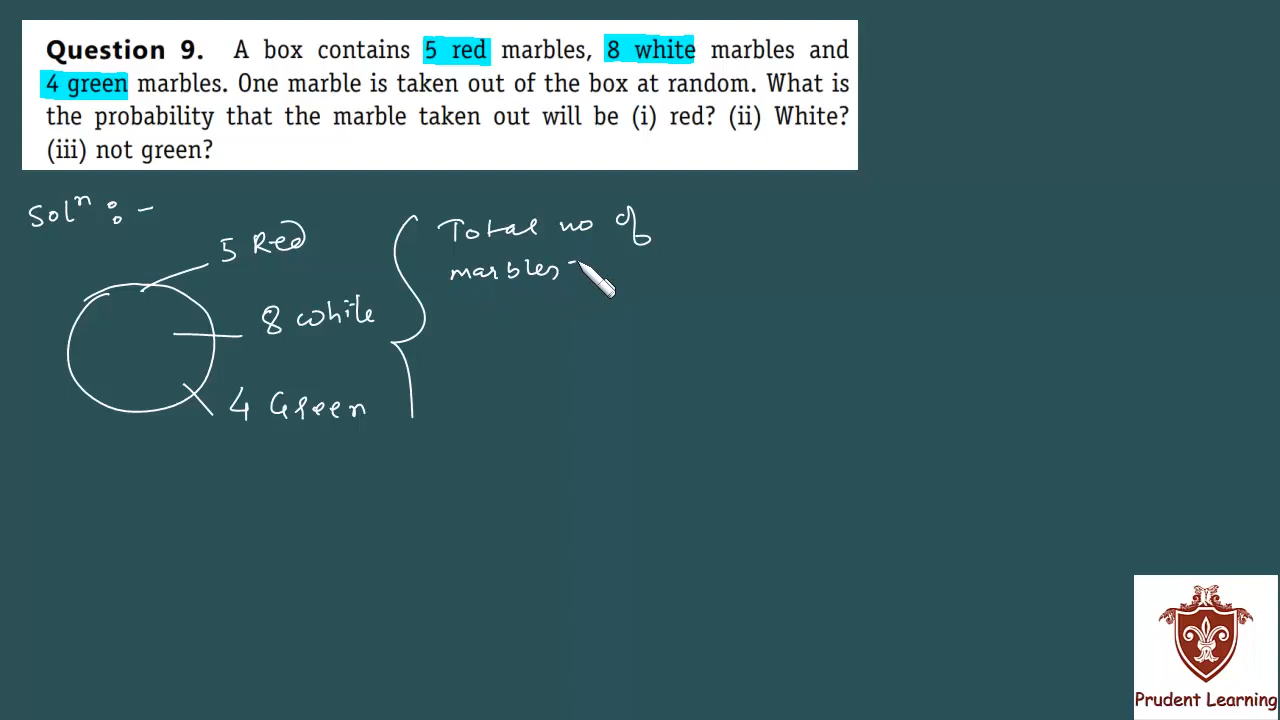 Question 9. A box contains 5 red marbles, 8 white marbles and
4 green marbles. One marble is taken out of the box at random. What is
the probability that the marble taken out will be (i) red? (ii) White?
(iii) not green?
Solⁿ :-
5 Red
8 White
4 Green
Total no of
marbles -
Prudent Learning